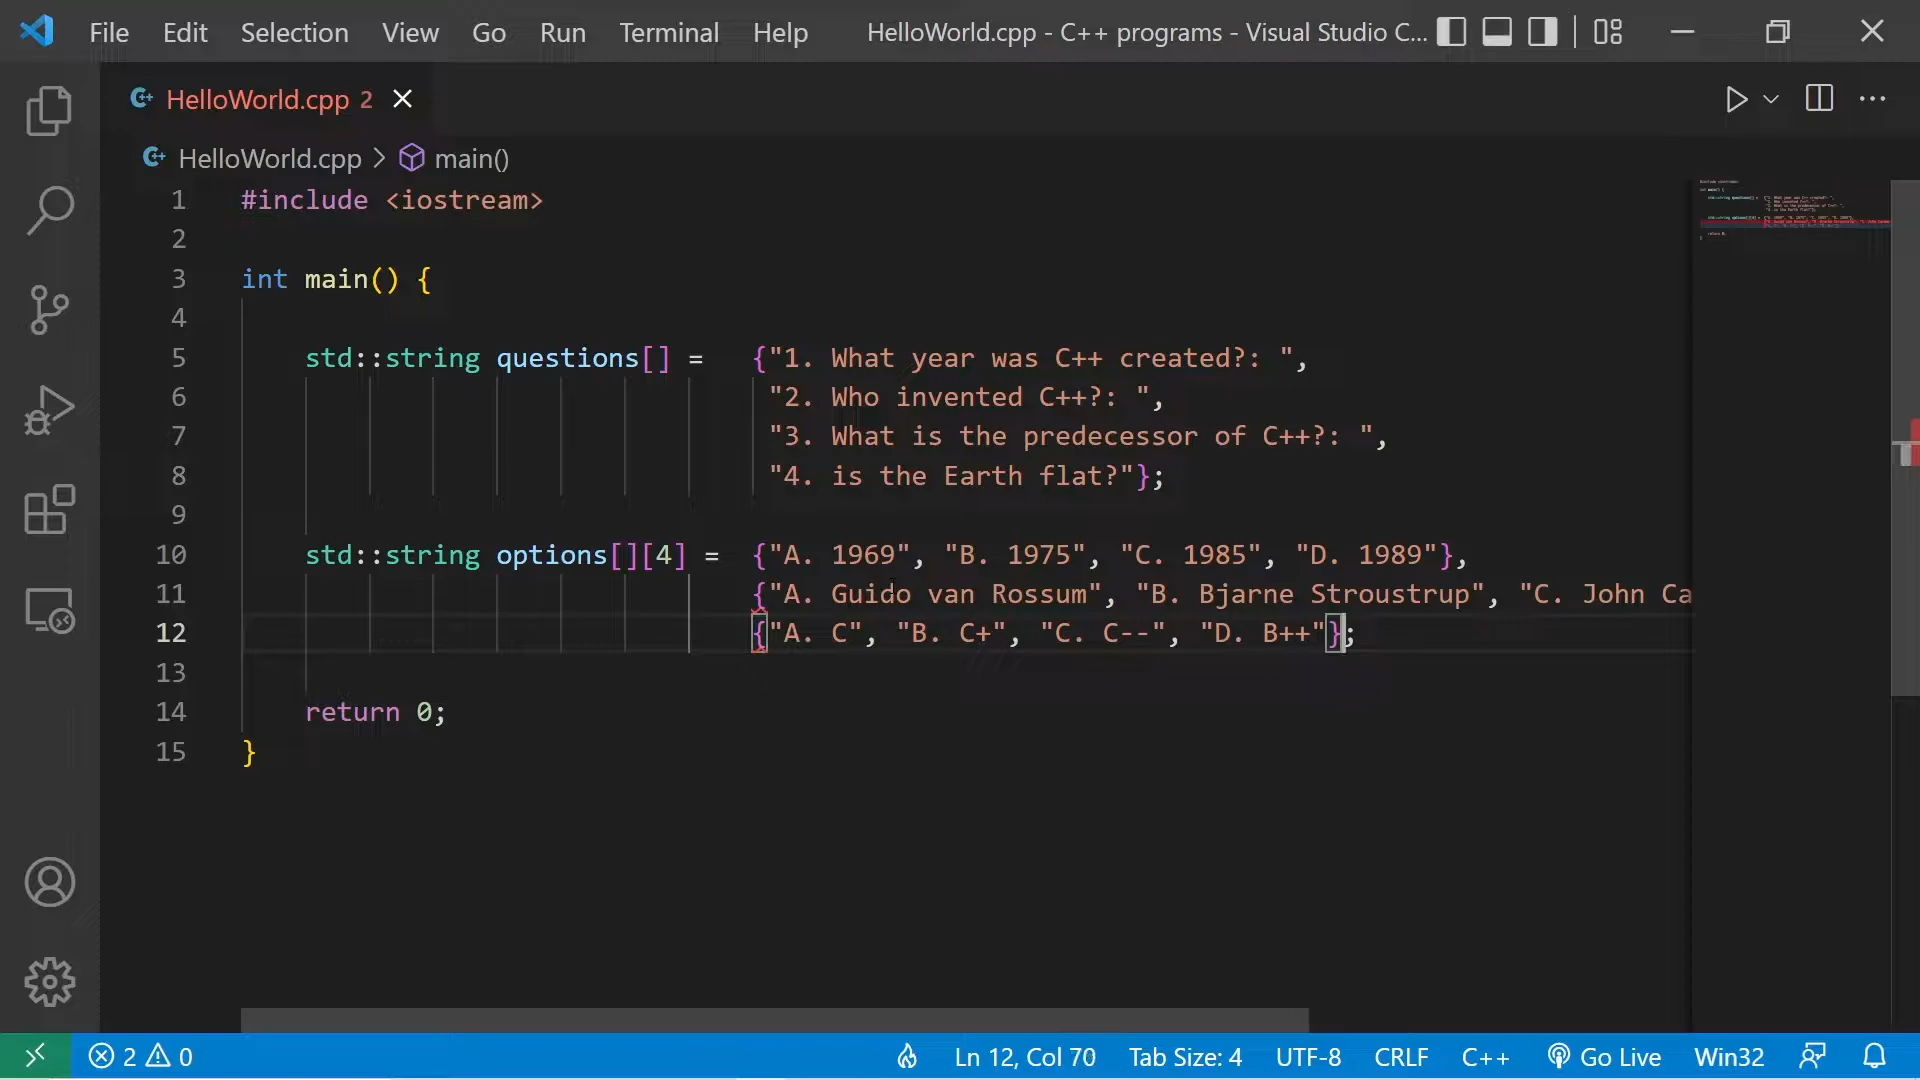 File Edit Selection View Go Run Terminal Help HelloWorld.cpp - C++ programs - Visual Studio C...
HelloWorld.cpp 2
HelloWorld.cpp > main()
1 #include <iostream>
2
3 int main() {
4
5 std::string questions[] = {"1. What year was C++ created?: ",
6 "2. Who invented C++?: ",
7 "3. What is the predecessor of C++?: ",
8 "4. is the Earth flat?"};
9
10 std::string options[][4] = {"A. 1969", "B. 1975", "C. 1985", "D. 1989"},
11 {"A. Guido van Rossum", "B. Bjarne Stroustrup", "C. John Ca
12 {"A. C", "B. C+", "C. C--", "D. B++"};
13
14 return 0;
15 }
2 0 Ln 12, Col 70 Tab Size: 4 UTF-8 CRLF C++ Go Live Win32